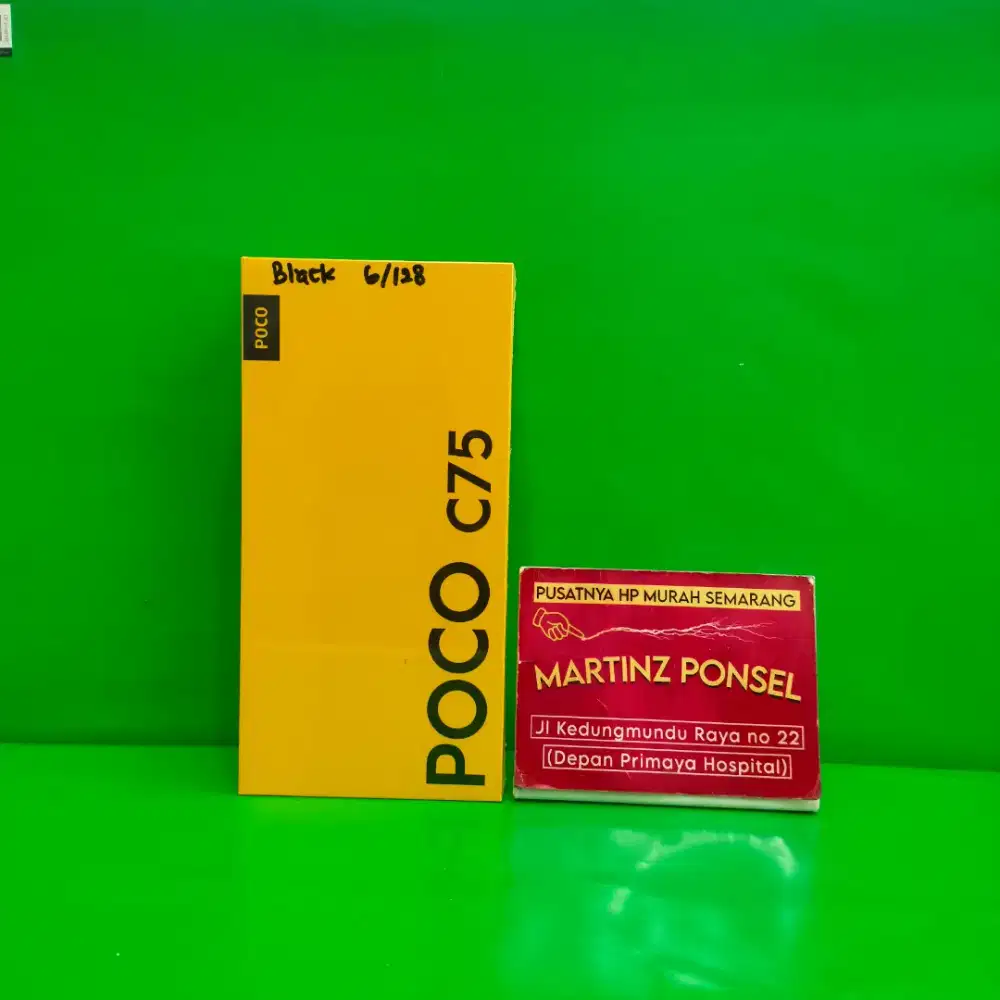 Black 6/128
POCO
POCO C75
PUSATNYA HP MURAH SEMARANG
MARTINZ PONSEL
Jl Kedungmundu Raya no 22
(Depan Primaya Hospital)